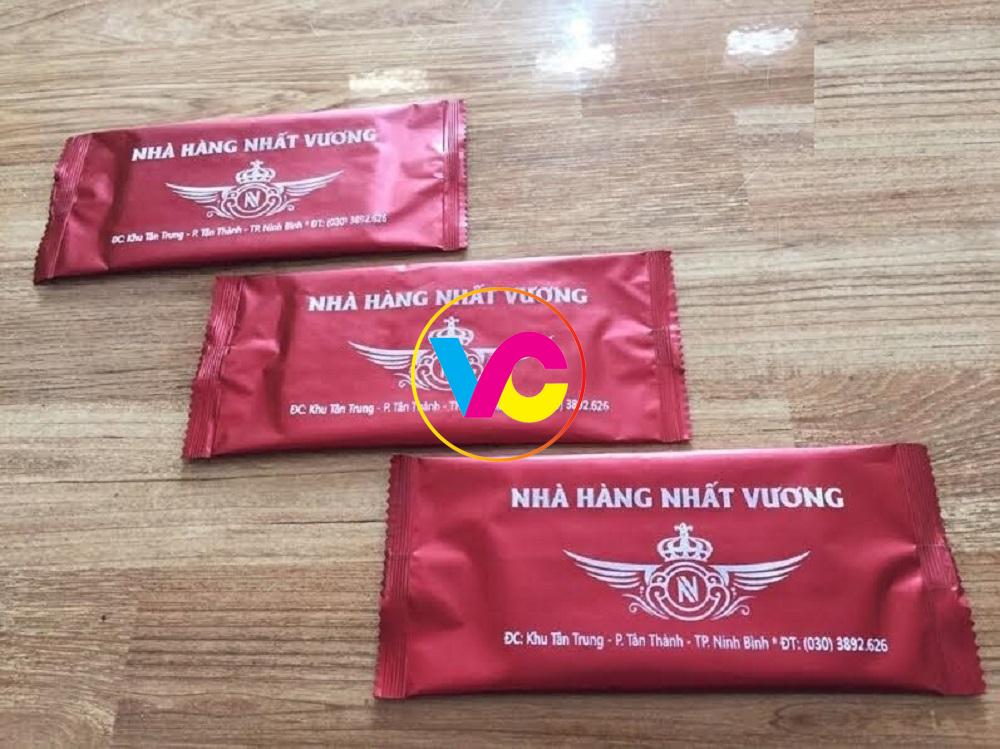 NHÀ HÀNG NHẤT VƯƠNG
N
ĐC: Khu Tân Trung - P. Tân Thành - TP. Ninh Bình * ĐT: (030) 3892.626
NHÀ HÀNG NHẤT VƯƠNG
VC
ĐC: Khu Tân Trung - P. Tân Thành - 3892.626
NHÀ HÀNG NHẤT VƯƠNG
N
ĐC: Khu Tân Trung - P. Tân Thành - TP. Ninh Bình * ĐT: (030) 3892.626